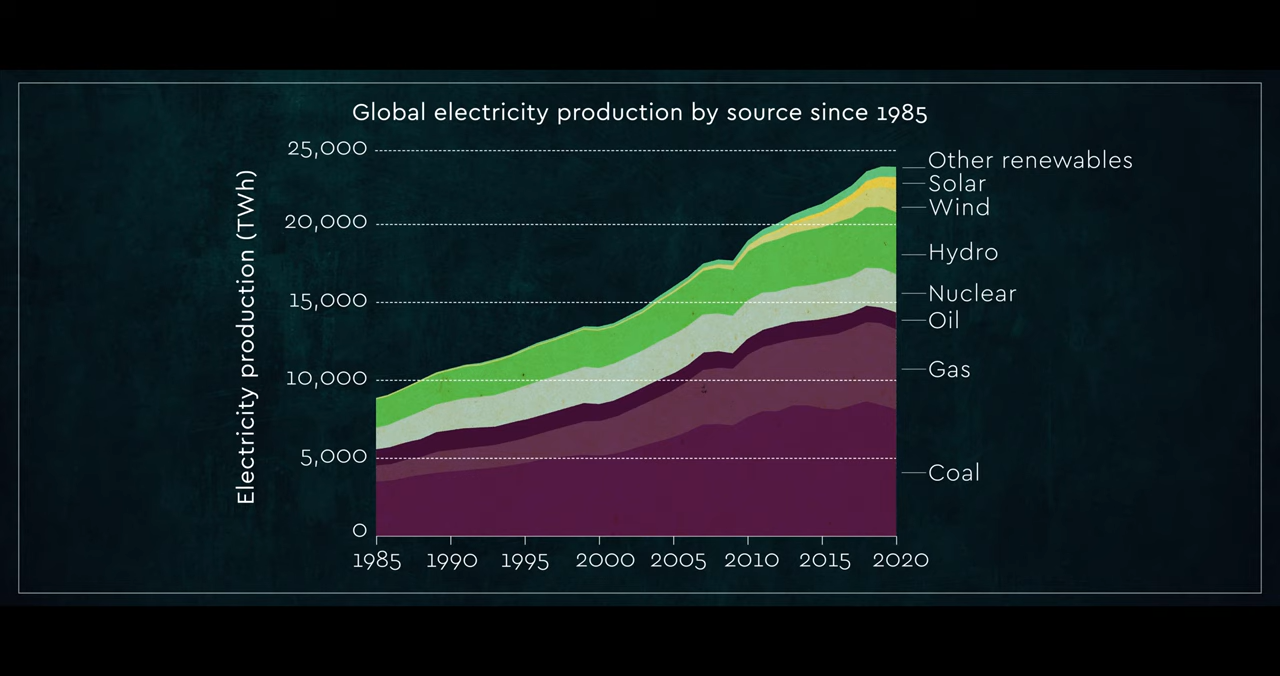 Global electricity production by source since 1985
Electricity production (TWh)
25,000
20,000
15,000
10,000
5,000
0
1985 1990 1995 2000 2005 2010 2015 2020
Other renewables
Solar
Wind
Hydro
Nuclear
Oil
Gas
Coal